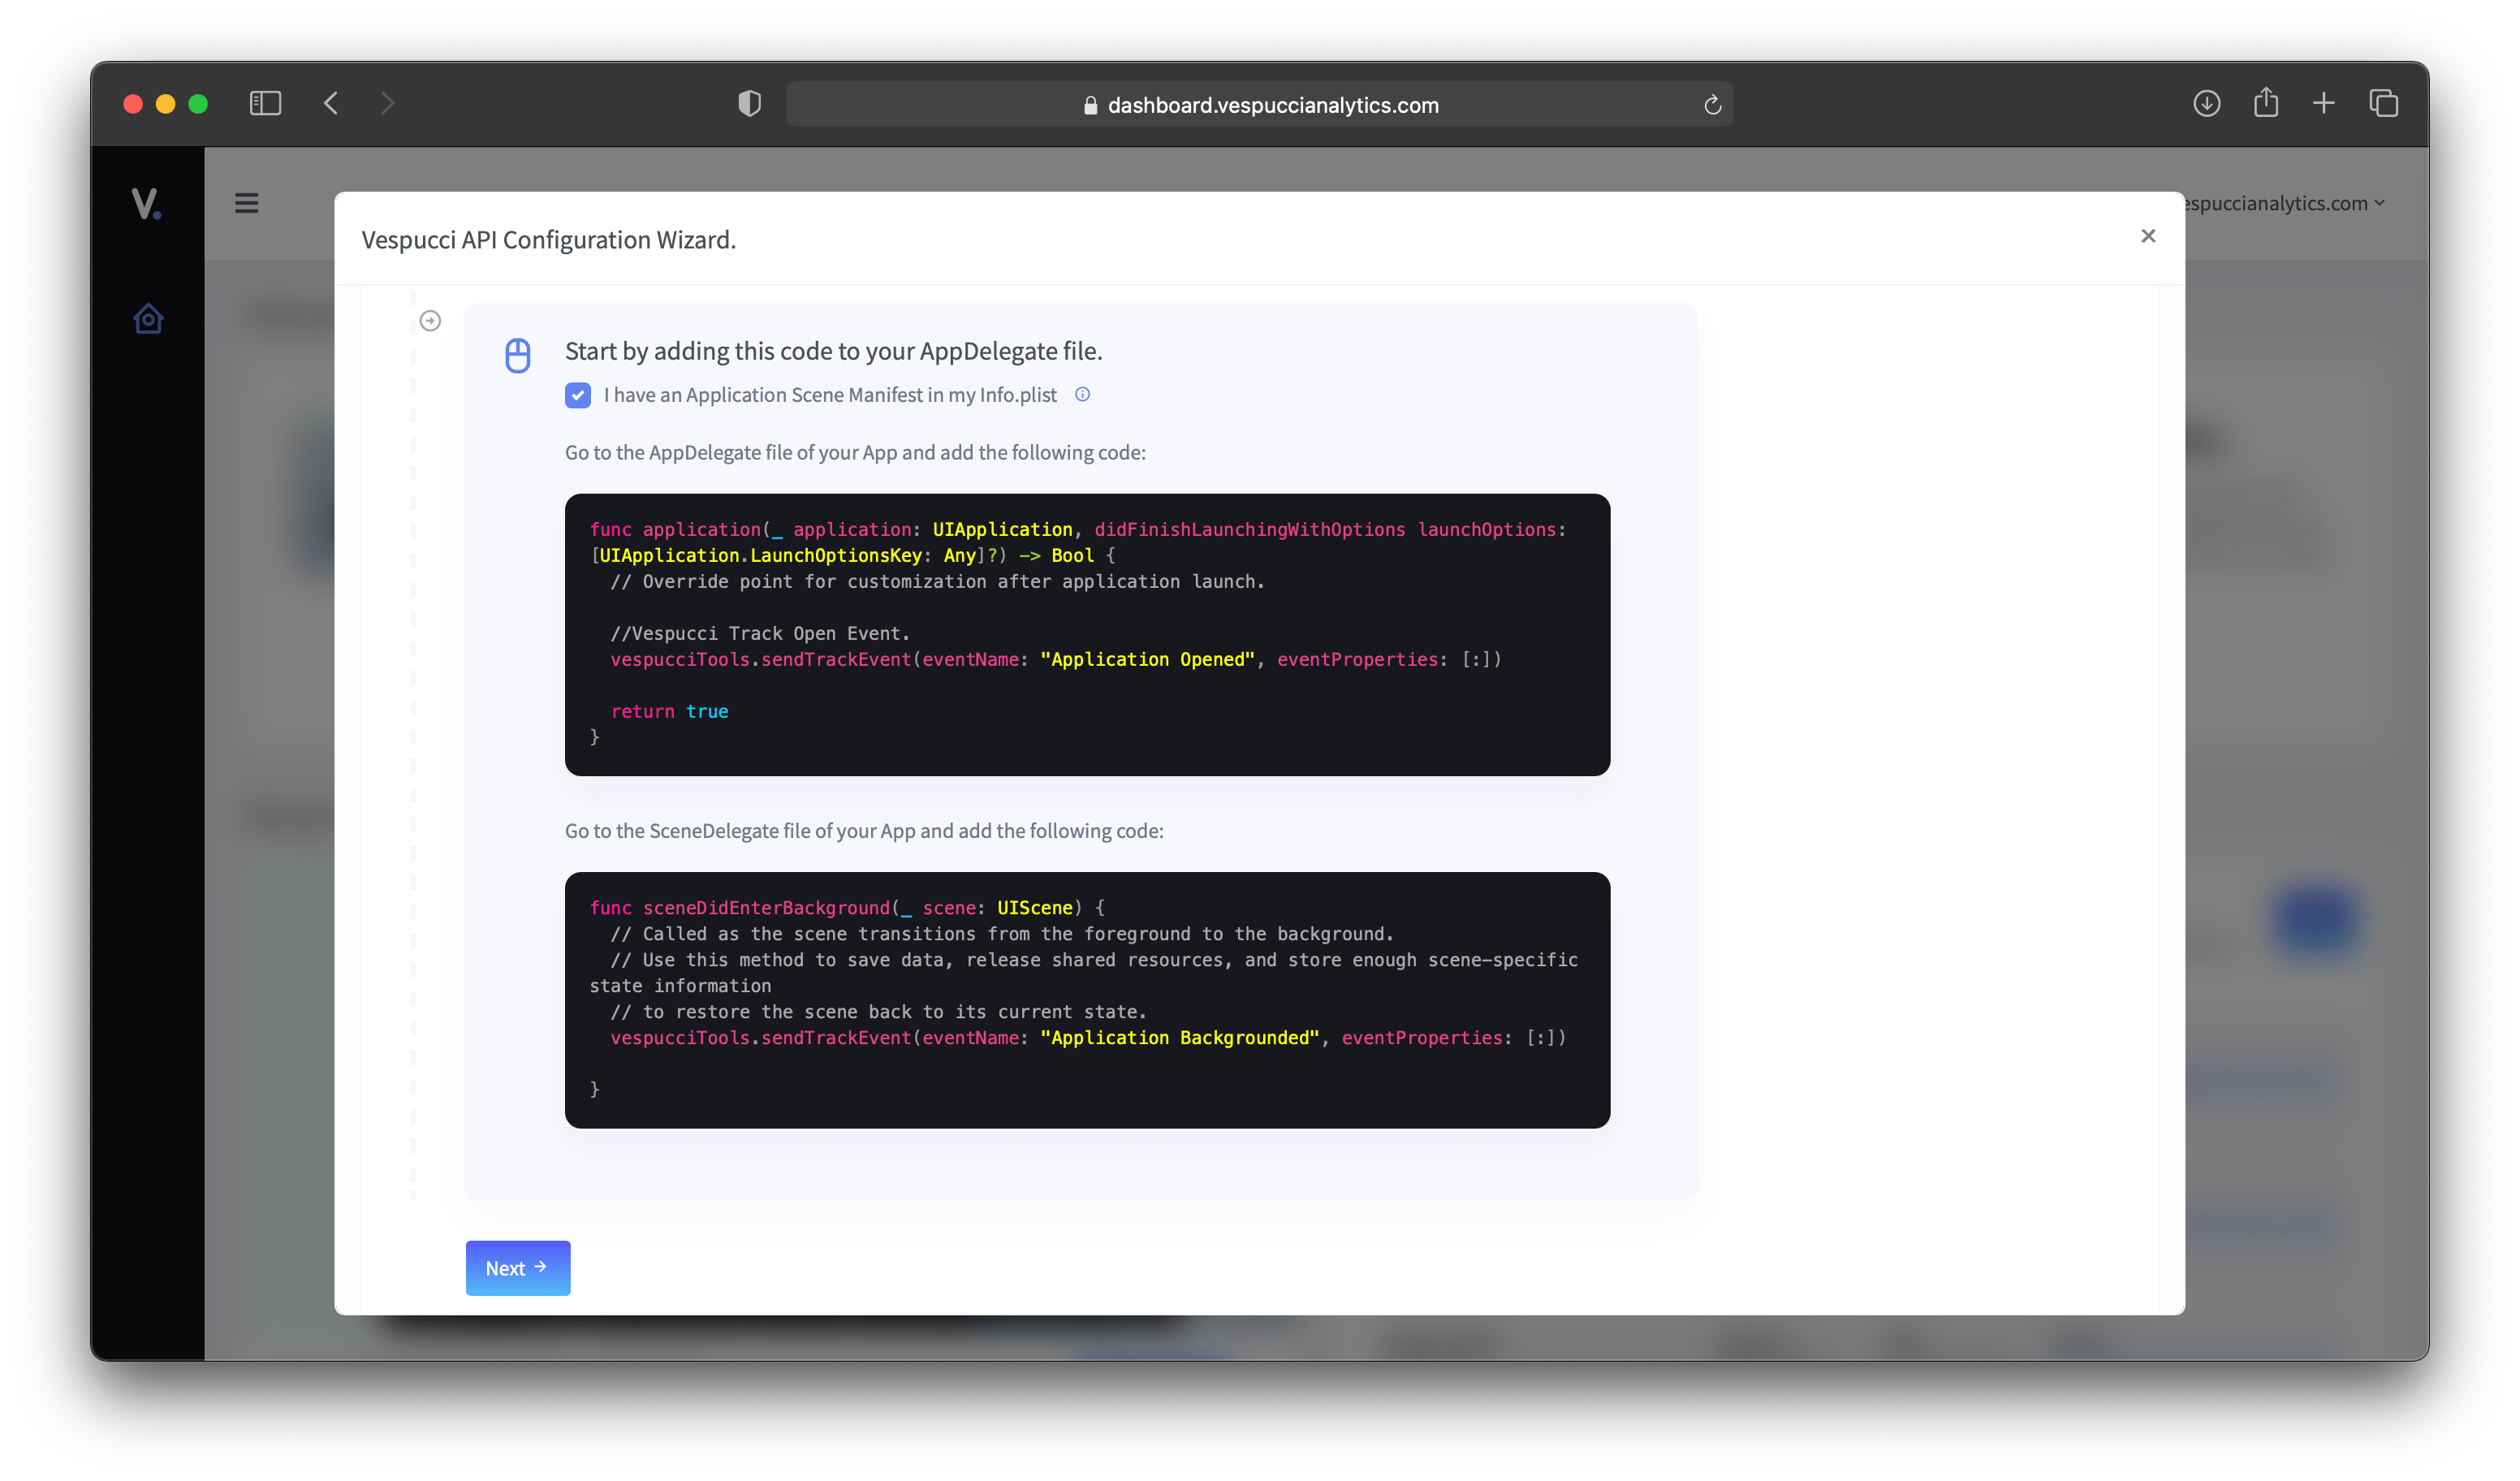 dashboard.vespuccianalytics.com
V.
espuccianalytics.com
Vespucci API Configuration Wizard.
Start by adding this code to your AppDelegate file.
I have an Application Scene Manifest in my Info.plist
Go to the AppDelegate file of your App and add the following code:
func application(_ application: UIApplication, didFinishLaunchingWithOptions launchOptions:
[UIApplication.LaunchOptionsKey: Any]?) -> Bool {
// Override point for customization after application launch.
//Vespucci Track Open Event.
vespucciTools.sendTrackEvent(eventName: "Application Opened", eventProperties: [:])
return true
}
Go to the SceneDelegate file of your App and add the following code:
func sceneDidEnterBackground(_ scene: UIScene) {
// Called as the scene transitions from the foreground to the background.
// Use this method to save data, release shared resources, and store enough scene-specific
state information
// to restore the scene back to its current state.
vespucciTools.sendTrackEvent(eventName: "Application Backgrounded", eventProperties: [:])
}
Next →